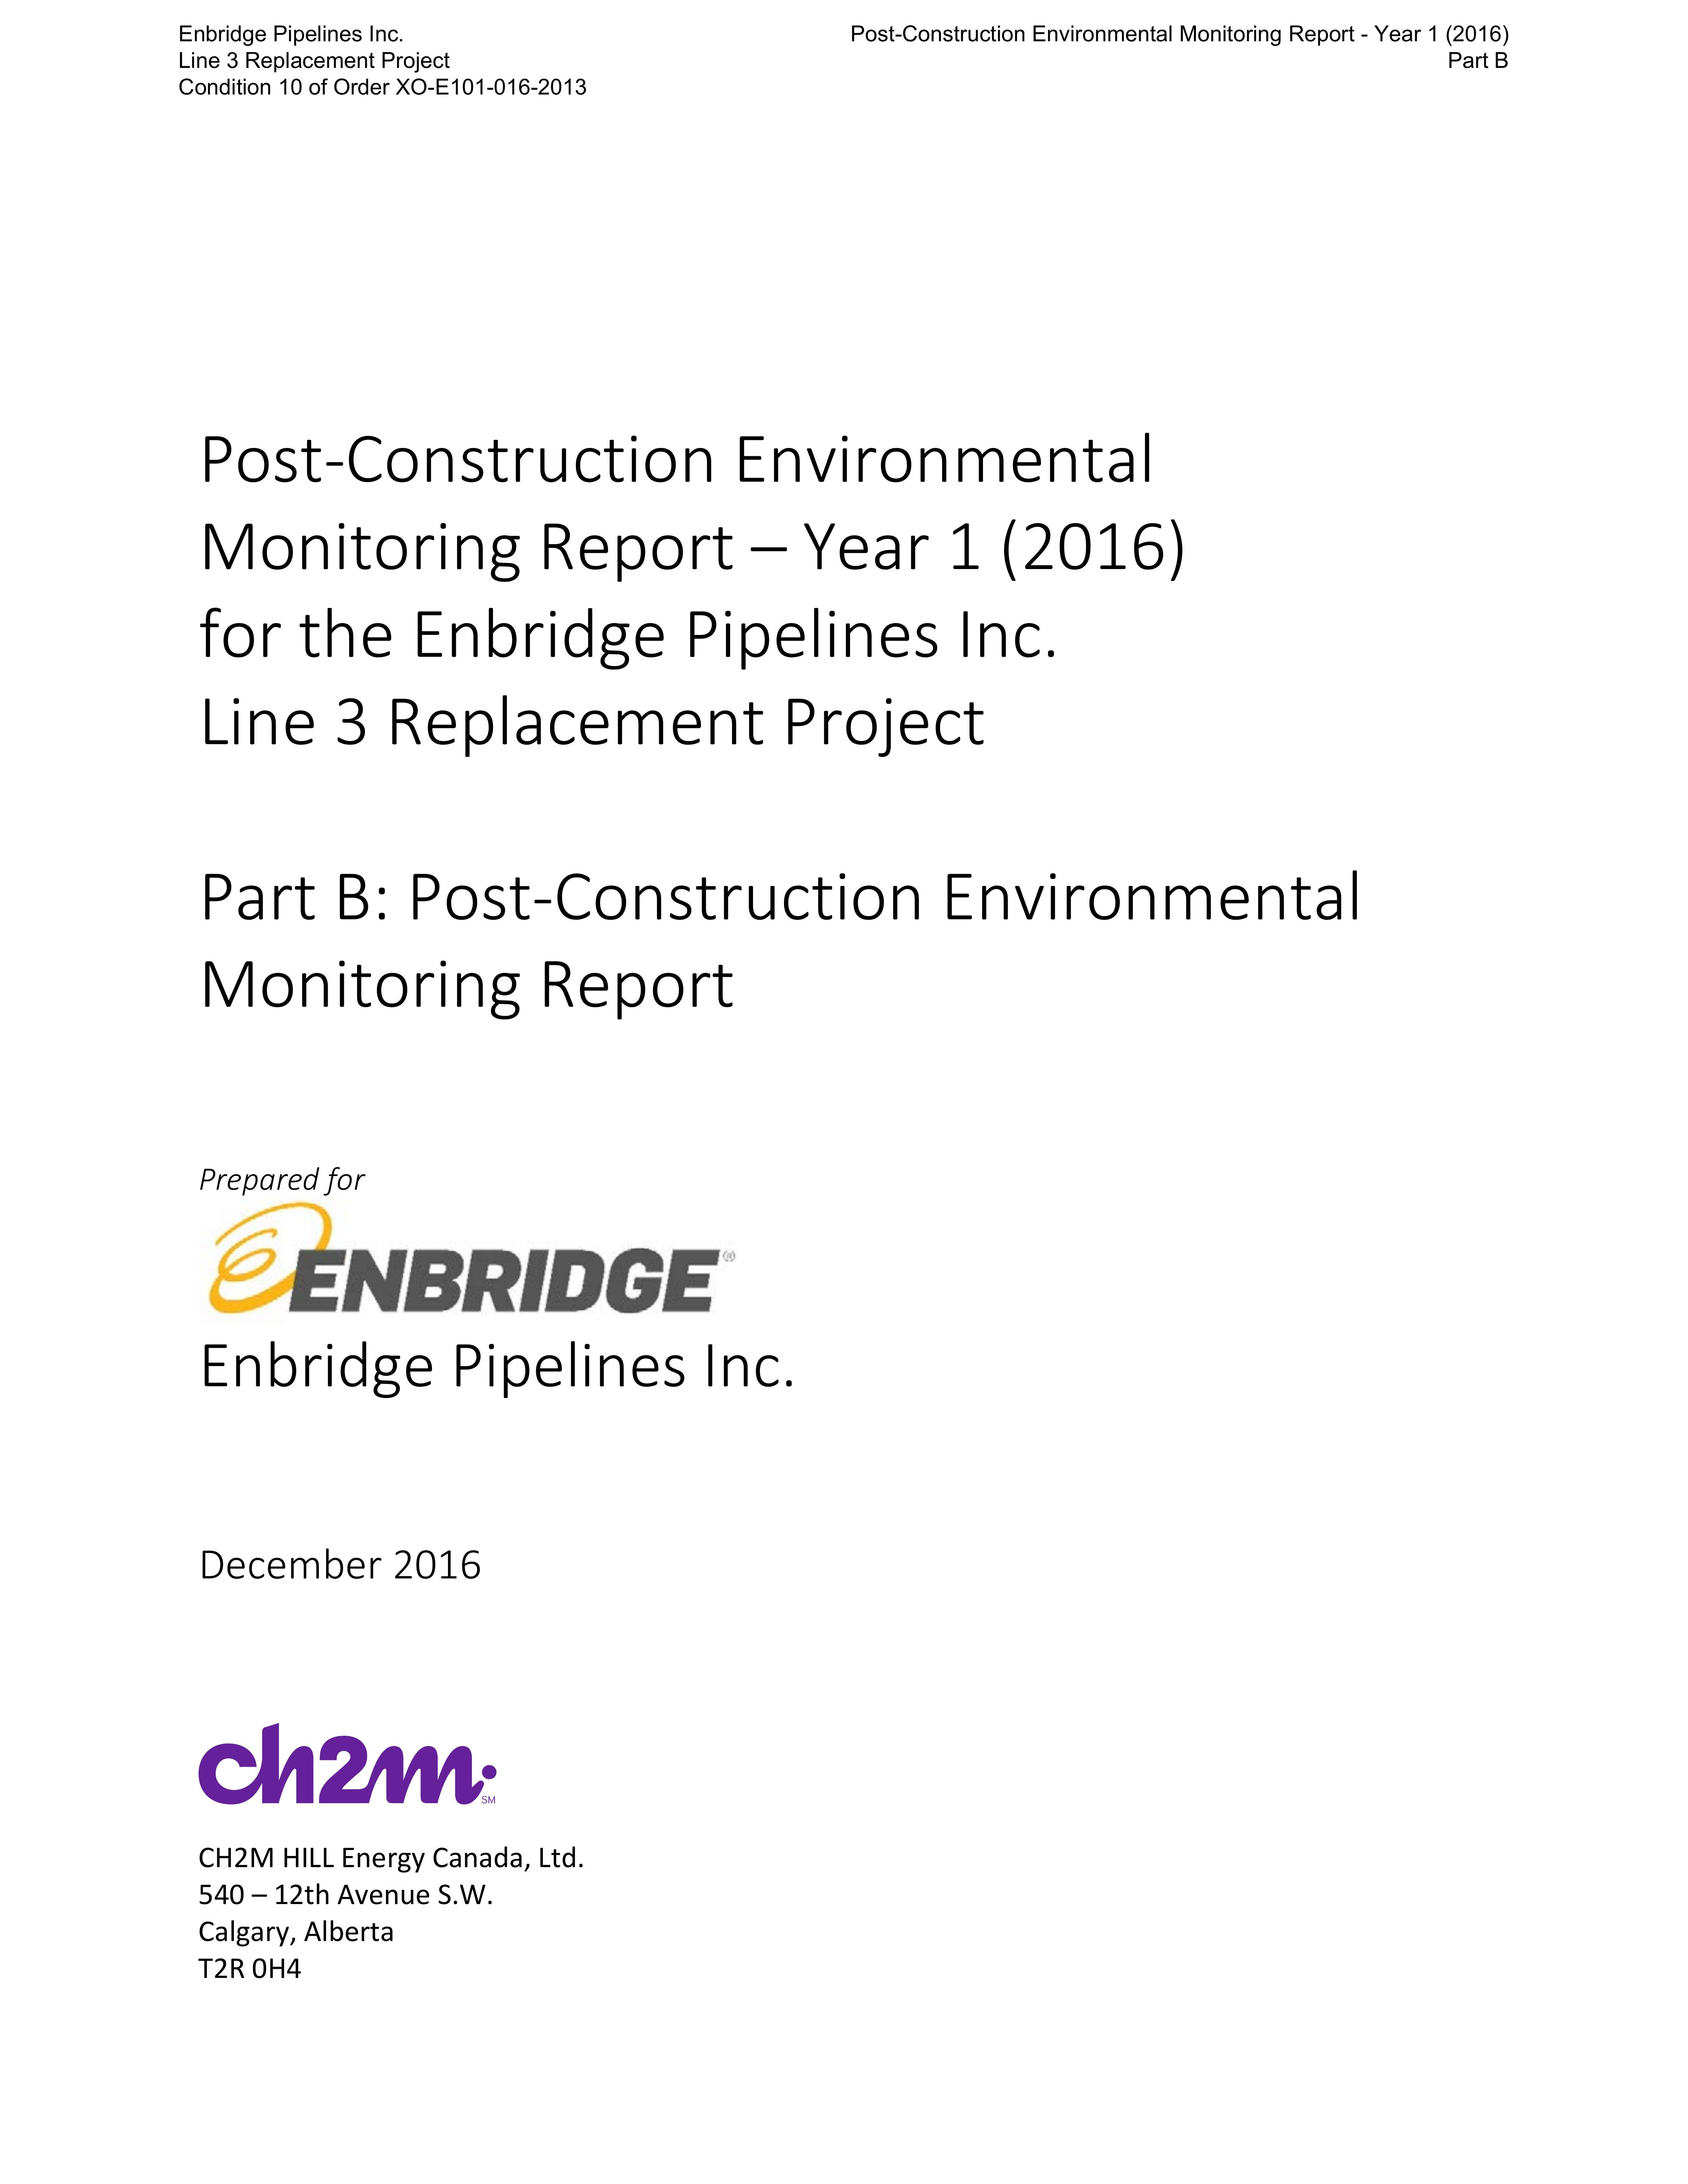 Enbridge Pipelines Inc.
Line 3 Replacement Project
Condition 10 of Order XO-E101-016-2013
Post-Construction Environmental Monitoring Report - Year 1 (2016)
Part B
Post-Construction Environmental
Monitoring Report – Year 1 (2016)
for the Enbridge Pipelines Inc.
Line 3 Replacement Project
Part B: Post-Construction Environmental
Monitoring Report
Prepared for
ENBRIDGE®
Enbridge Pipelines Inc.
December 2016
ch2m: SM
CH2M HILL Energy Canada, Ltd.
540 – 12th Avenue S.W.
Calgary, Alberta
T2R 0H4